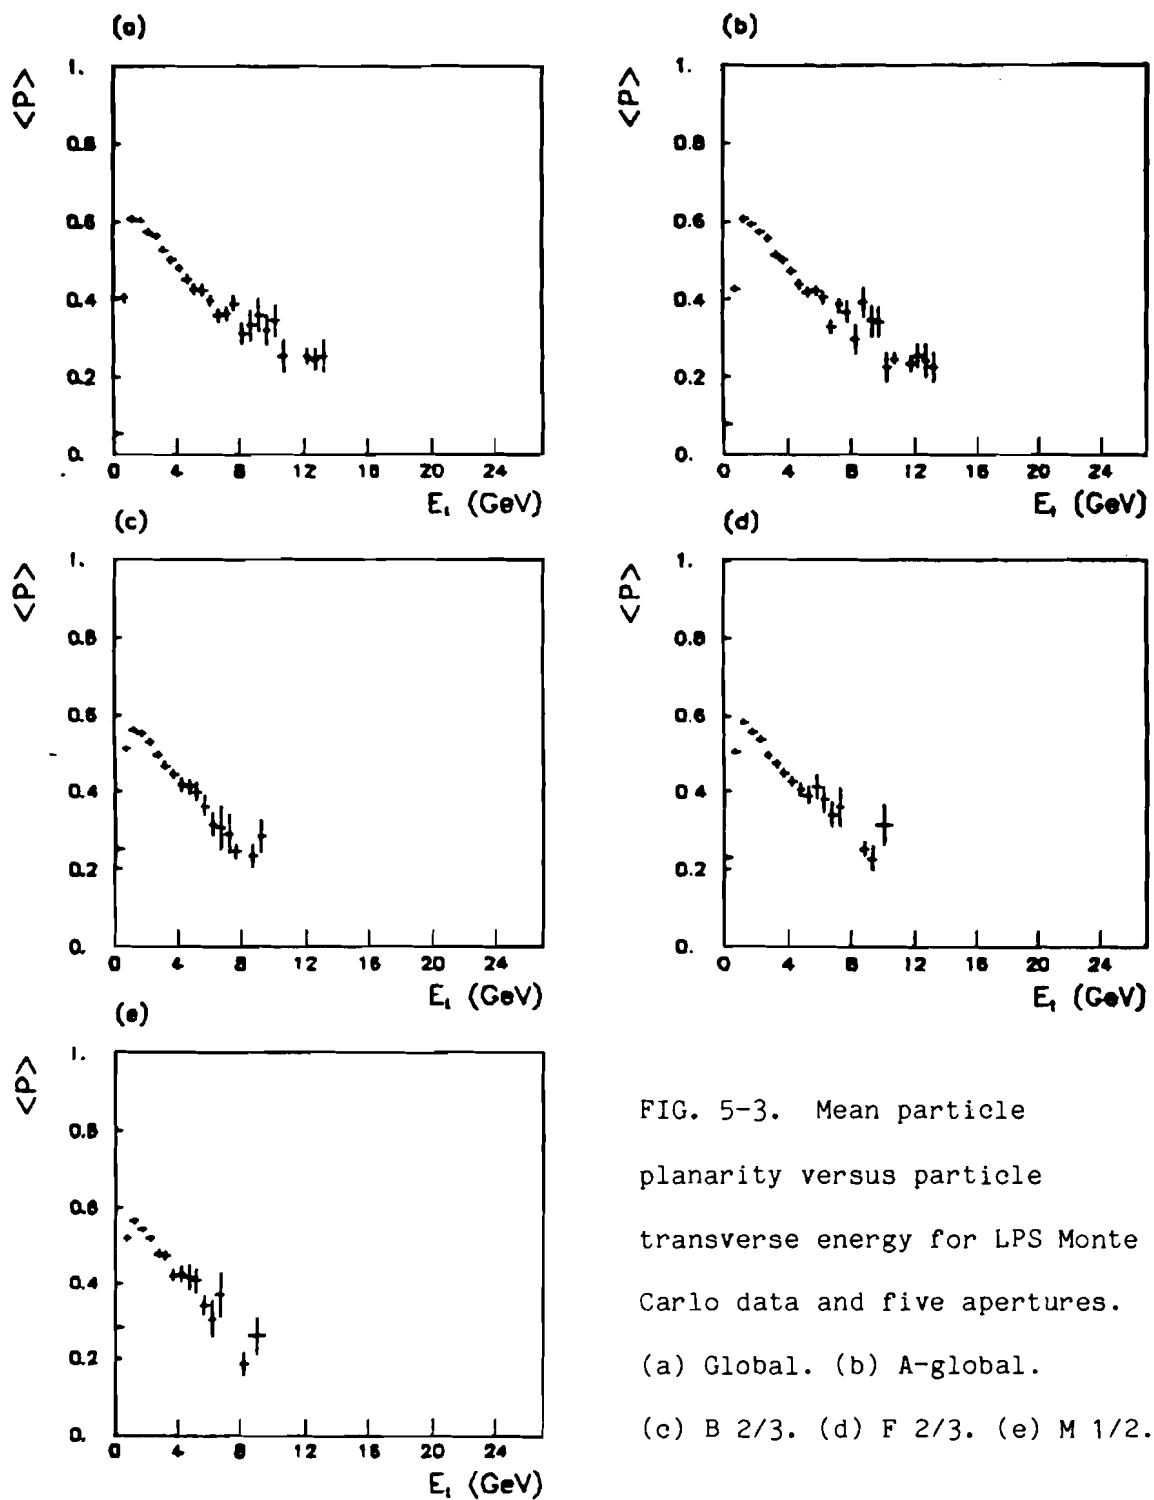 (a)
<P>
1.
0.8
0.6
0.4
0.2
0.
0 4 8 12 16 20 24
Et (GeV)
(b)
<P>
1.
0.8
0.6
0.4
0.2
0.
0 4 8 12 16 20 24
Et (GeV)
(c)
<P>
1.
0.8
0.6
0.4
0.2
0.
0 4 8 12 16 20 24
Et (GeV)
(d)
<P>
1.
0.8
0.6
0.4
0.2
0.
0 4 8 12 16 20 24
Et (GeV)
(e)
<P>
1.
0.8
0.6
0.4
0.2
0.
0 4 8 12 16 20 24
Et (GeV)
FIG. 5-3. Mean particle
planarity versus particle
transverse energy for LPS Monte
Carlo data and five apertures.
(a) Global. (b) A-global.
(c) B 2/3. (d) F 2/3. (e) M 1/2.